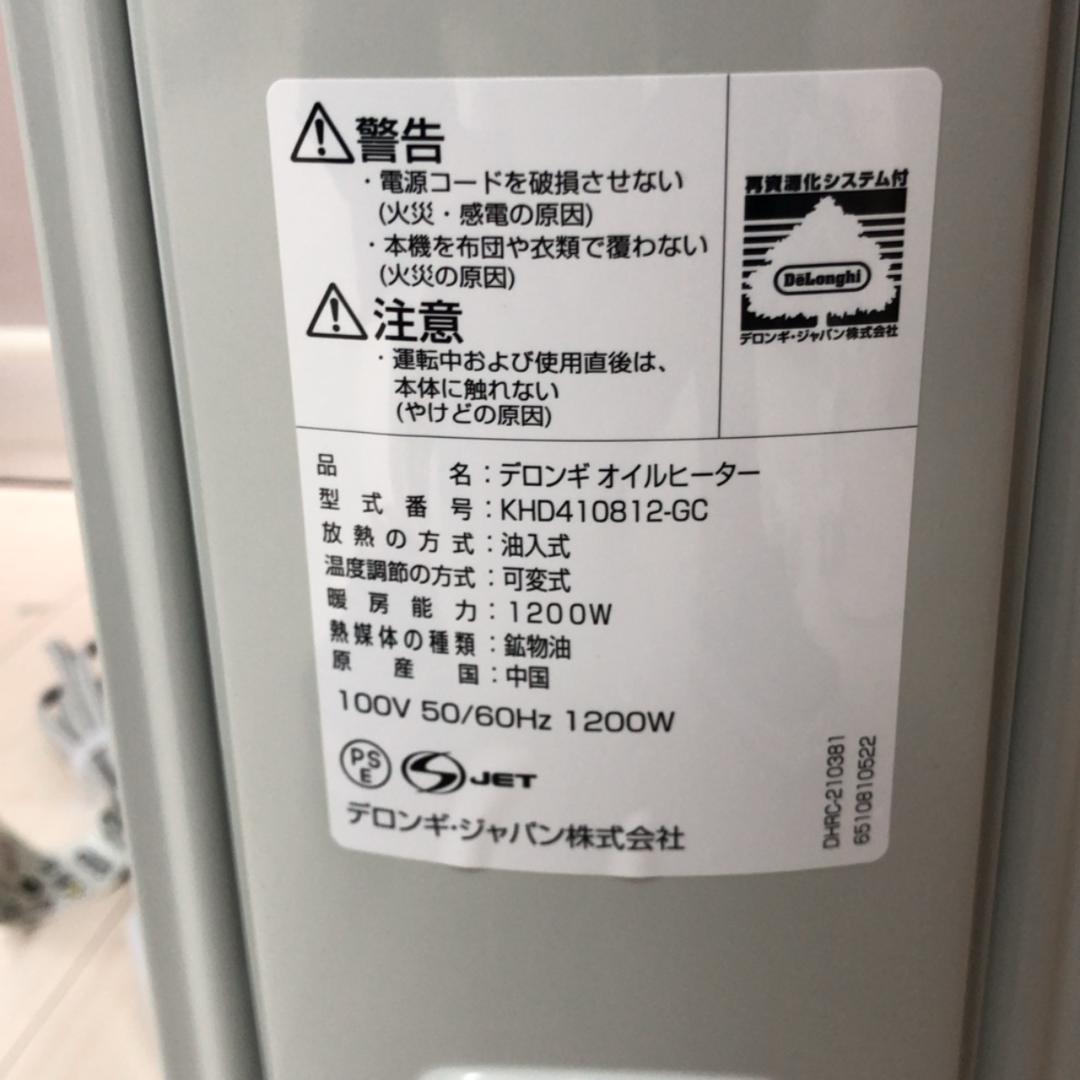 警告
・電源コードを破損させない
(火災・感電の原因)
・本機を布団や衣類で覆わない
(火災の原因)
注意
・運転中および使用直後は、
本体に触れない
(やけどの原因)
再資源化システム付
DeLonghi
デロンギ・ジャパン株式会社
品名：デロンギ オイルヒーター
型式番号：KHD410812-GC
放熱の方式：油入式
温度調節の方式：可変式
暖房能力：1200W
熱媒体の種類：鉱物油
原産国：中国
100V 50/60Hz 1200W
PSE
S JET
デロンギ・ジャパン株式会社
DHRC-210381
6510810522